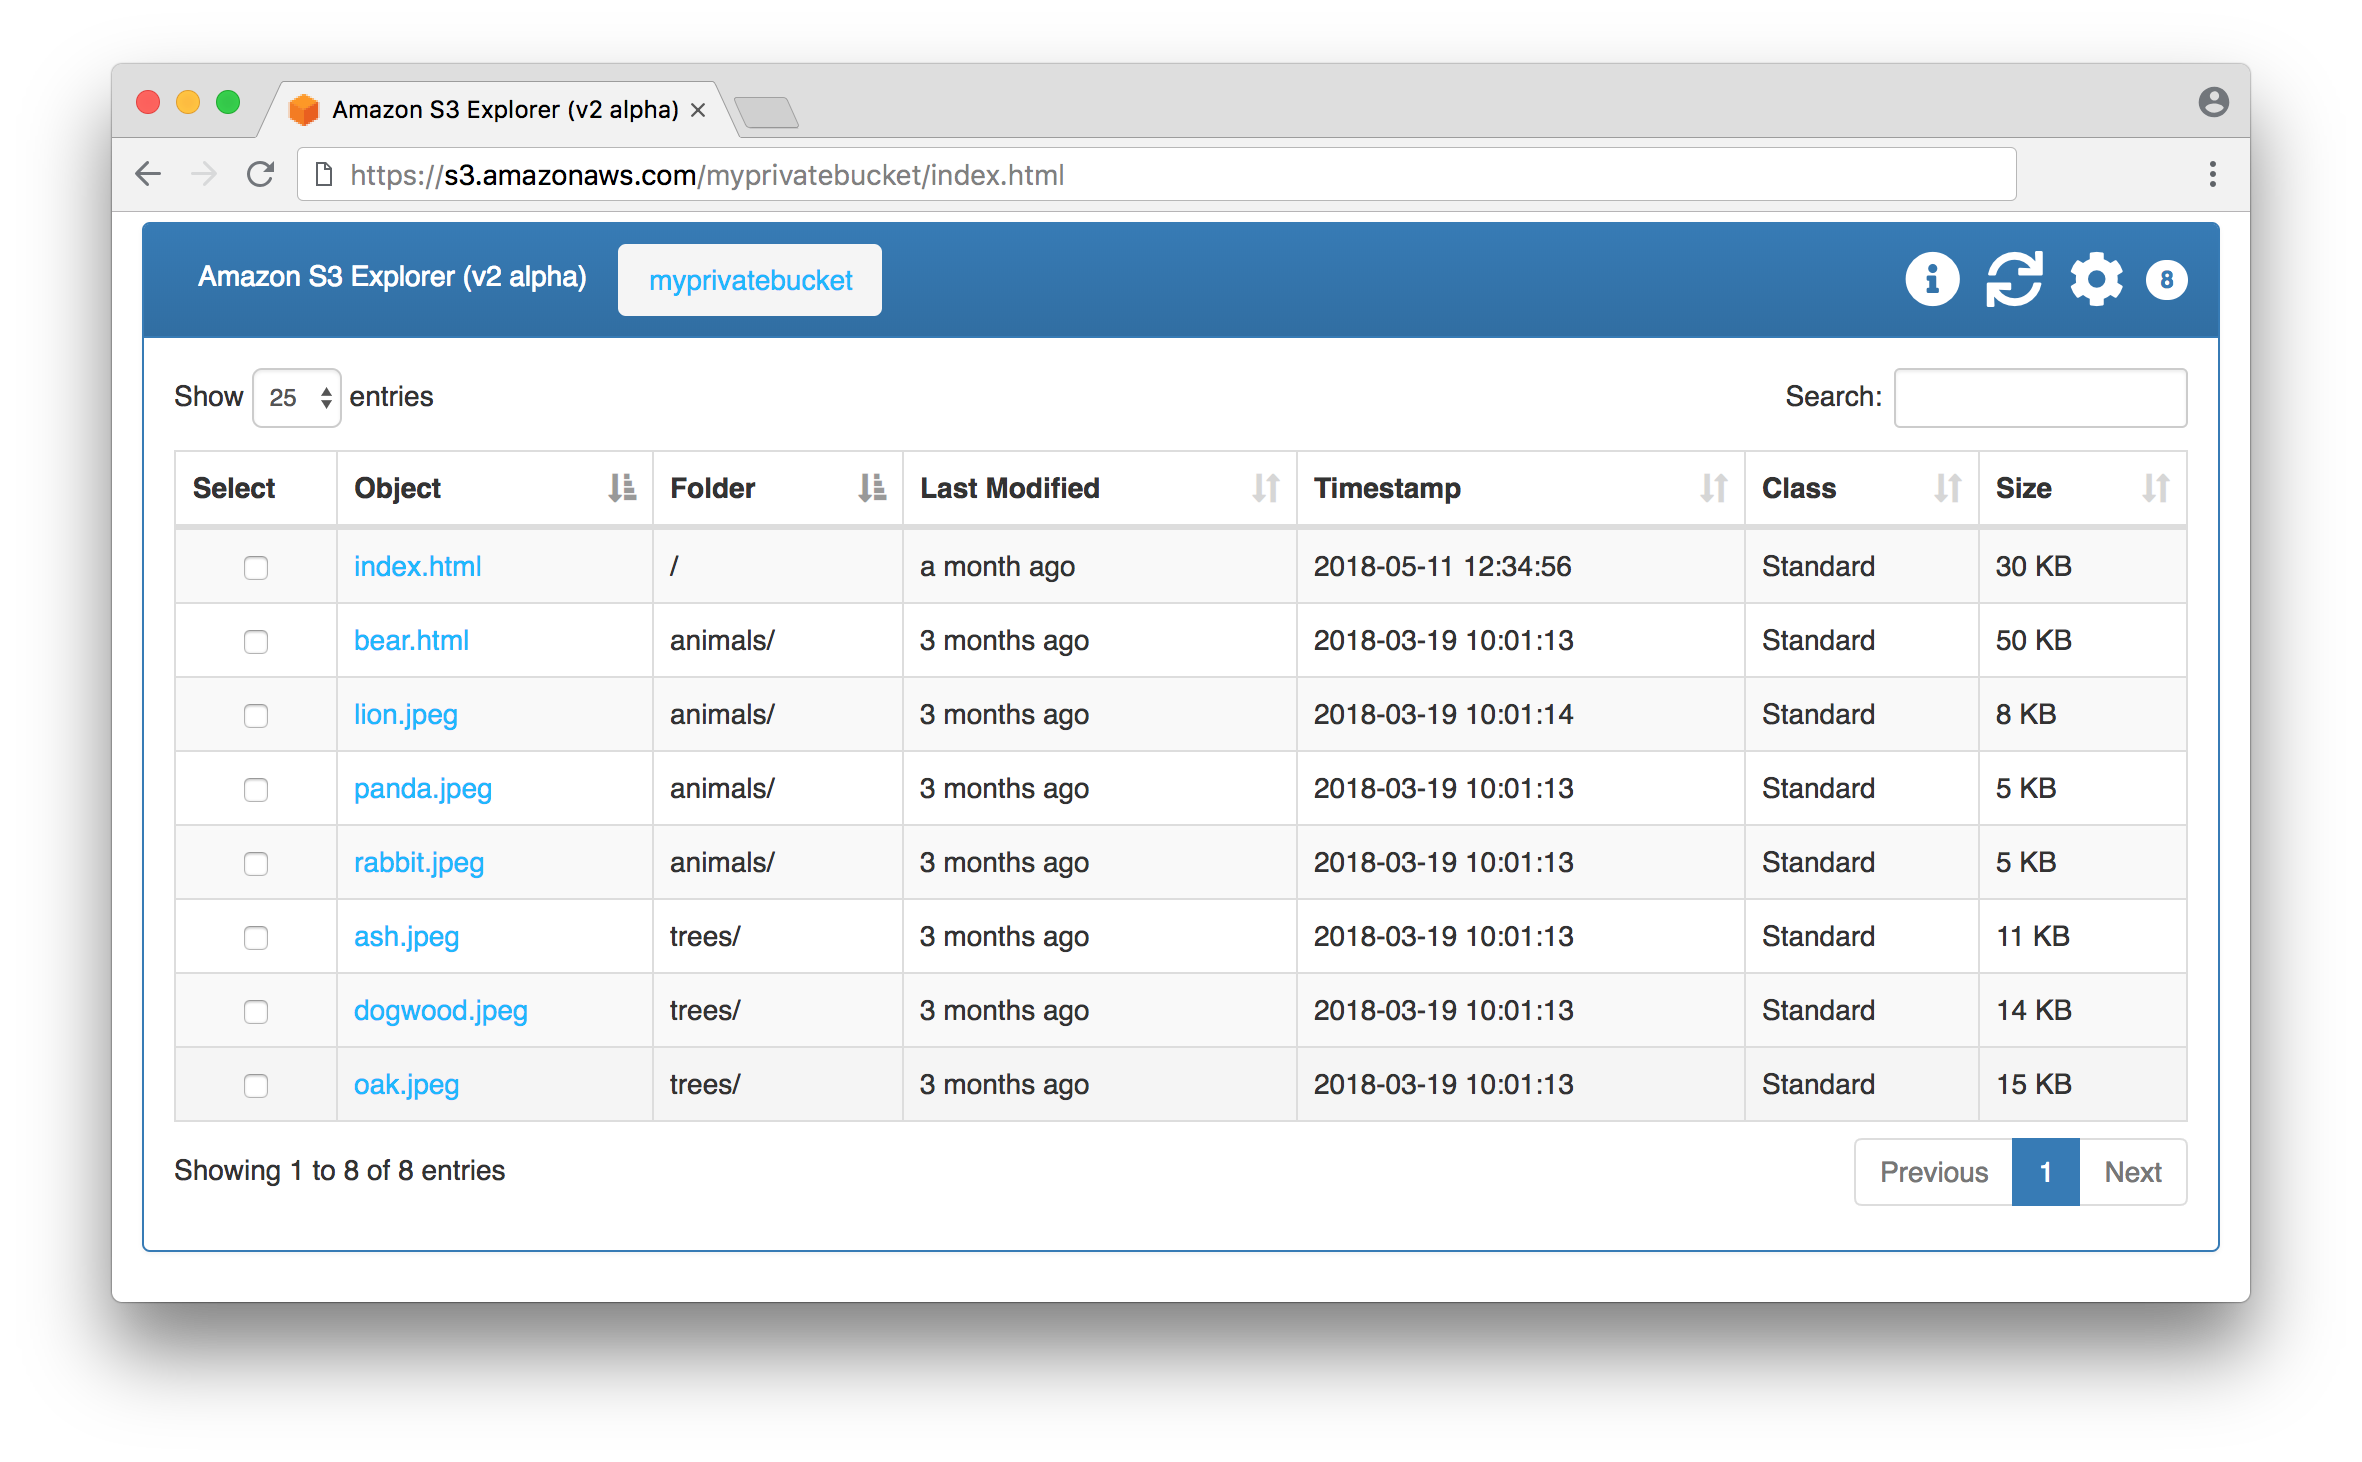 Amazon S3 Explorer (v2 alpha)
https://s3.amazonaws.com/myprivatebucket/index.html
Amazon S3 Explorer (v2 alpha) myprivatebucket 8
Show 25 entries Search:
Select Object Folder Last Modified Timestamp Class Size
index.html / a month ago 2018-05-11 12:34:56 Standard 30 KB
bear.html animals/ 3 months ago 2018-03-19 10:01:13 Standard 50 KB
lion.jpeg animals/ 3 months ago 2018-03-19 10:01:14 Standard 8 KB
panda.jpeg animals/ 3 months ago 2018-03-19 10:01:13 Standard 5 KB
rabbit.jpeg animals/ 3 months ago 2018-03-19 10:01:13 Standard 5 KB
ash.jpeg trees/ 3 months ago 2018-03-19 10:01:13 Standard 11 KB
dogwood.jpeg trees/ 3 months ago 2018-03-19 10:01:13 Standard 14 KB
oak.jpeg trees/ 3 months ago 2018-03-19 10:01:13 Standard 15 KB
Showing 1 to 8 of 8 entries Previous 1 Next